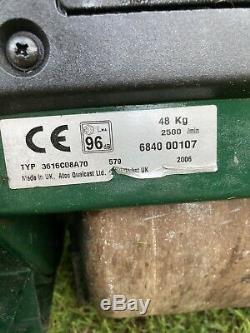 CE
LWA
96 dB
48 Kg
2500 /min
6840 00107
TYP 3616C08A70 579 2006
Made in UK, Atco Qualcast Ltd. UK